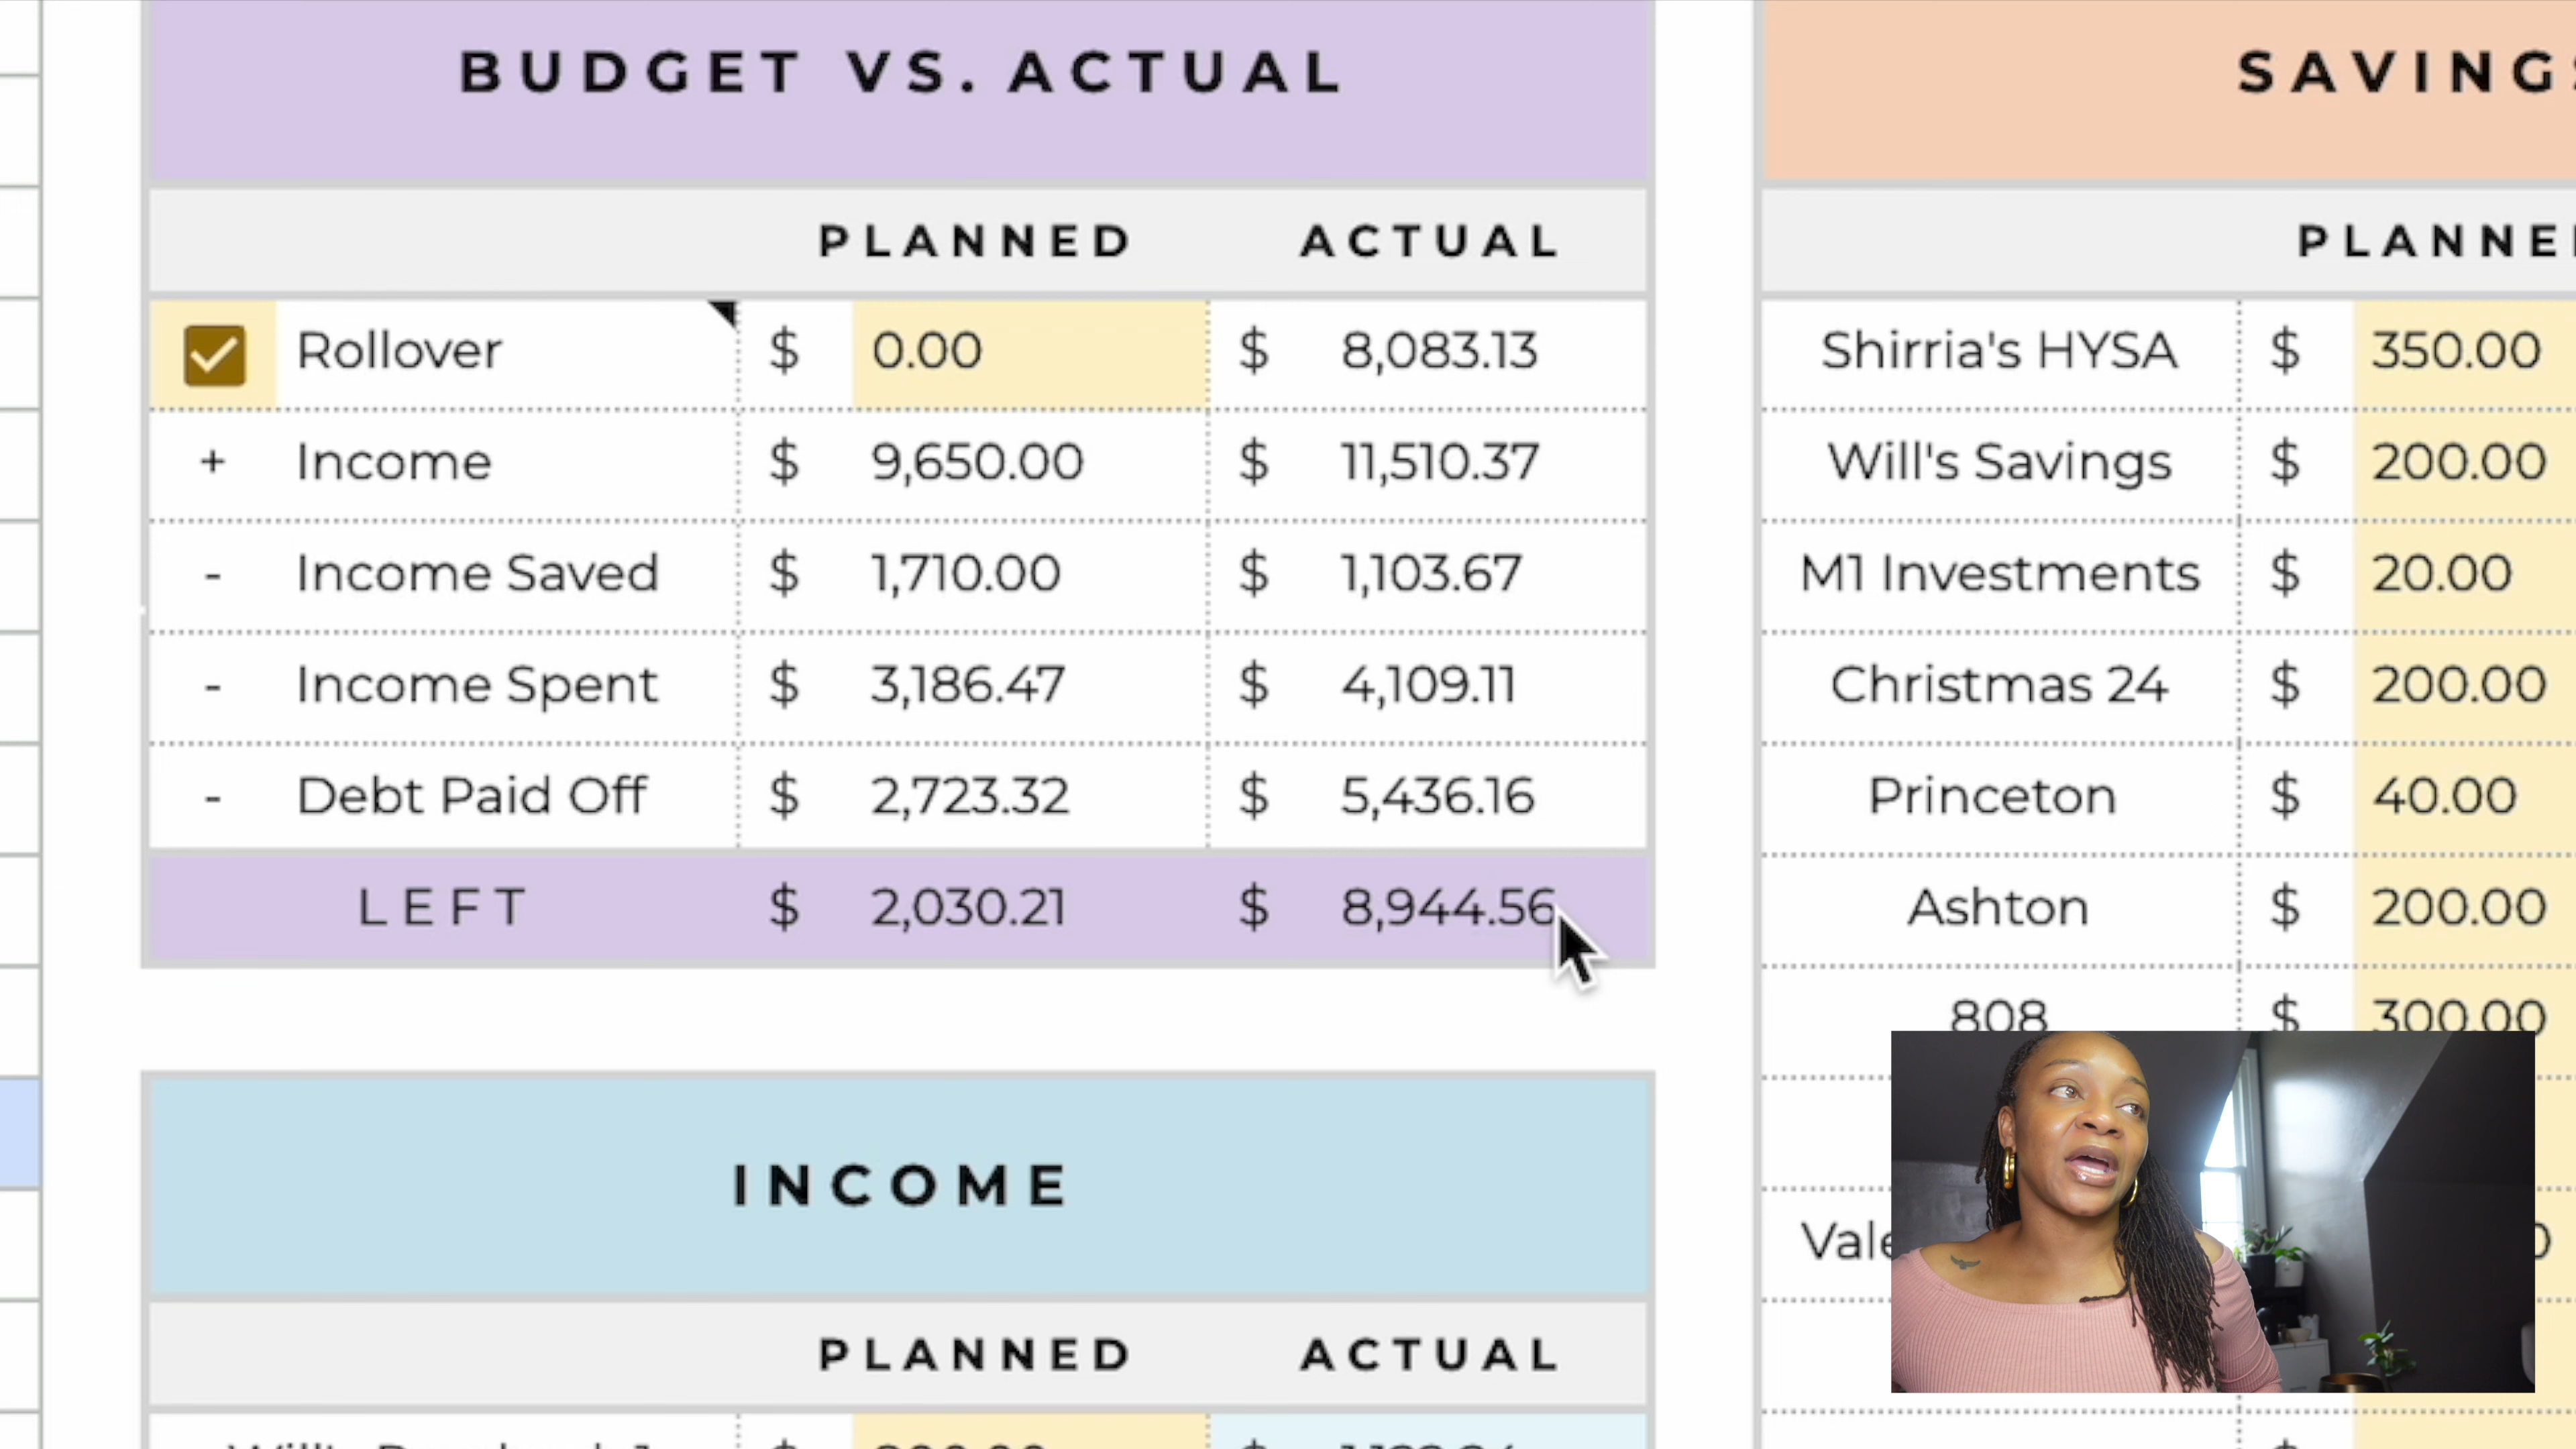 BUDGET VS. ACTUAL
PLANNED ACTUAL
Rollover $ 0.00 $ 8,083.13
+ Income $ 9,650.00 $ 11,510.37
- Income Saved $ 1,710.00 $ 1,103.67
- Income Spent $ 3,186.47 $ 4,109.11
- Debt Paid Off $ 2,723.32 $ 5,436.16
LEFT $ 2,030.21 $ 8,944.56
INCOME
PLANNED ACTUAL
SAVINGS
PLANNE
Shirria's HYSA $ 350.00
Will's Savings $ 200.00
M1 Investments $ 20.00
Christmas 24 $ 200.00
Princeton $ 40.00
Ashton $ 200.00
808 $ 300.00
Vale